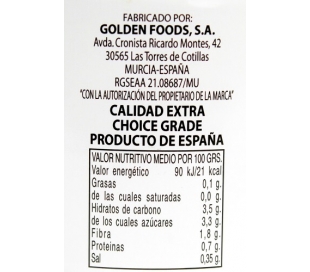 FABRICADO POR:
GOLDEN FOODS, S.A.
Avda. Cronista Ricardo Montes, 42
30565 Las Torres de Cotillas
MURCIA-ESPAÑA
RGSEAA 21.08687/MU
"CON LA AUTORIZACIÓN DEL PROPIETARIO DE LA MARCA"
CALIDAD EXTRA
CHOICE GRADE
PRODUCTO DE ESPAÑA
VALOR NUTRITIVO MEDIO POR 100 GRS.
Valor energético 90 kJ/21 kcal
Grasas 0,1 g.
de las cuales saturadas 0,0 g.
Hidratos de carbono 3,5 g.
de los cuales azúcares 3,3 g.
Fibra 1,8 g.
Proteinas 0,7 g.
Sal 0,35 g.